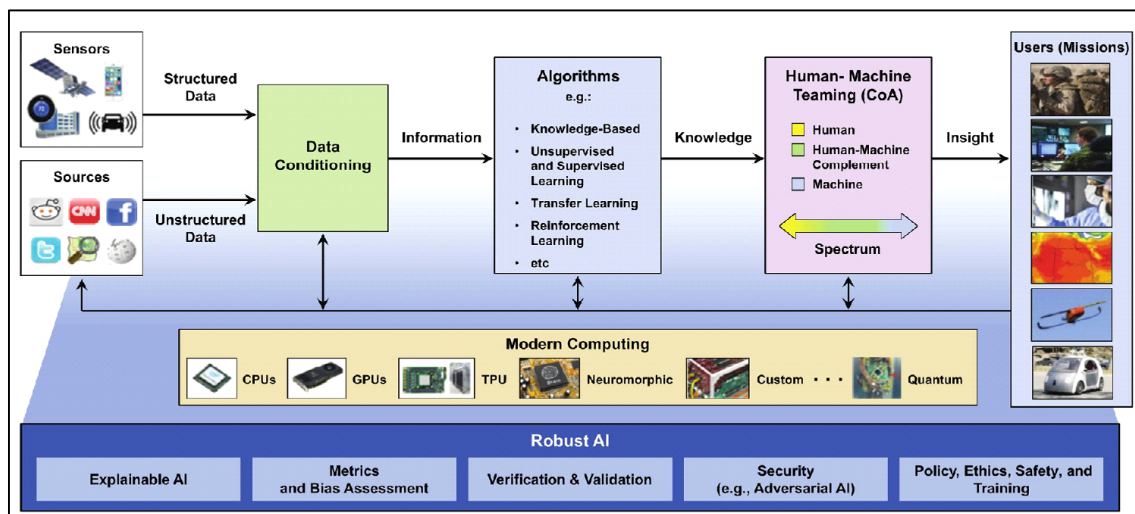 Sensors
Structured
Data
Sources
CNN
Unstructured
Data
Data
Conditioning
Information
Algorithms
e.g.:
• Knowledge-Based
• Unsupervised
and Supervised
Learning
• Transfer Learning
• Reinforcement
Learning
• etc
Knowledge
Human- Machine
Teaming (CoA)
Human
Human-Machine
Complement
Machine
Spectrum
Insight
Users (Missions)
Modern Computing
CPUs
GPUs
TPU
Neuromorphic
Custom
· · ·
Quantum
Robust AI
Explainable AI
Metrics
and Bias Assessment
Verification & Validation
Security
(e.g., Adversarial AI)
Policy, Ethics, Safety, and
Training